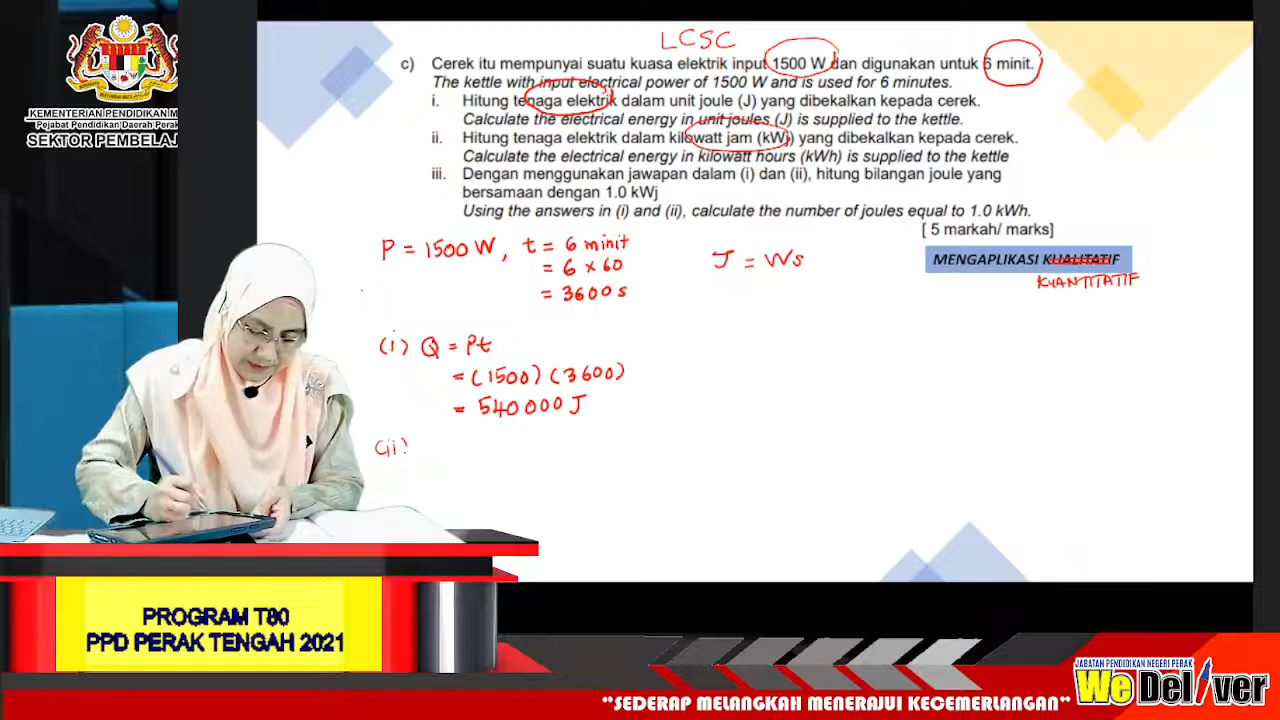 LCSC
c) Cerek itu mempunyai suatu kuasa elektrik input 1500 W dan digunakan untuk 6 minit.
The kettle with input electrical power of 1500 W and is used for 6 minutes.
i. Hitung tenaga elektrik dalam unit joule (J) yang dibekalkan kepada cerek.
Calculate the electrical energy in unit joules (J) is supplied to the kettle.
ii. Hitung tenaga elektrik dalam kilowatt jam (kWj) yang dibekalkan kepada cerek.
Calculate the electrical energy in kilowatt hours (kWh) is supplied to the kettle
iii. Dengan menggunakan jawapan dalam (i) dan (ii), hitung bilangan joule yang
bersamaan dengan 1.0 kWj
Using the answers in (i) and (ii), calculate the number of joules equal to 1.0 kWh.
[ 5 markah/ marks]
MENGAPLIKASI KUALITATIF
KUANTITATIF
P = 1500 W, t = 6 minit
= 6 × 60
= 3600 s
J = Ws
(i) Q = Pt
= (1500) (3600)
= 540000 J
(ii)
KEMENTERIAN PENDIDIKAN M
Pejabat Pendidikan Daerah Perak
SEKTOR PEMBELAJ
PROGRAM T80
PPD PERAK TENGAH 2021
JABATAN PENDIDIKAN NEGERI PERAK
We Deliver
"SEDERAP MELANGKAH MENERAJUI KECEMERLANGAN"